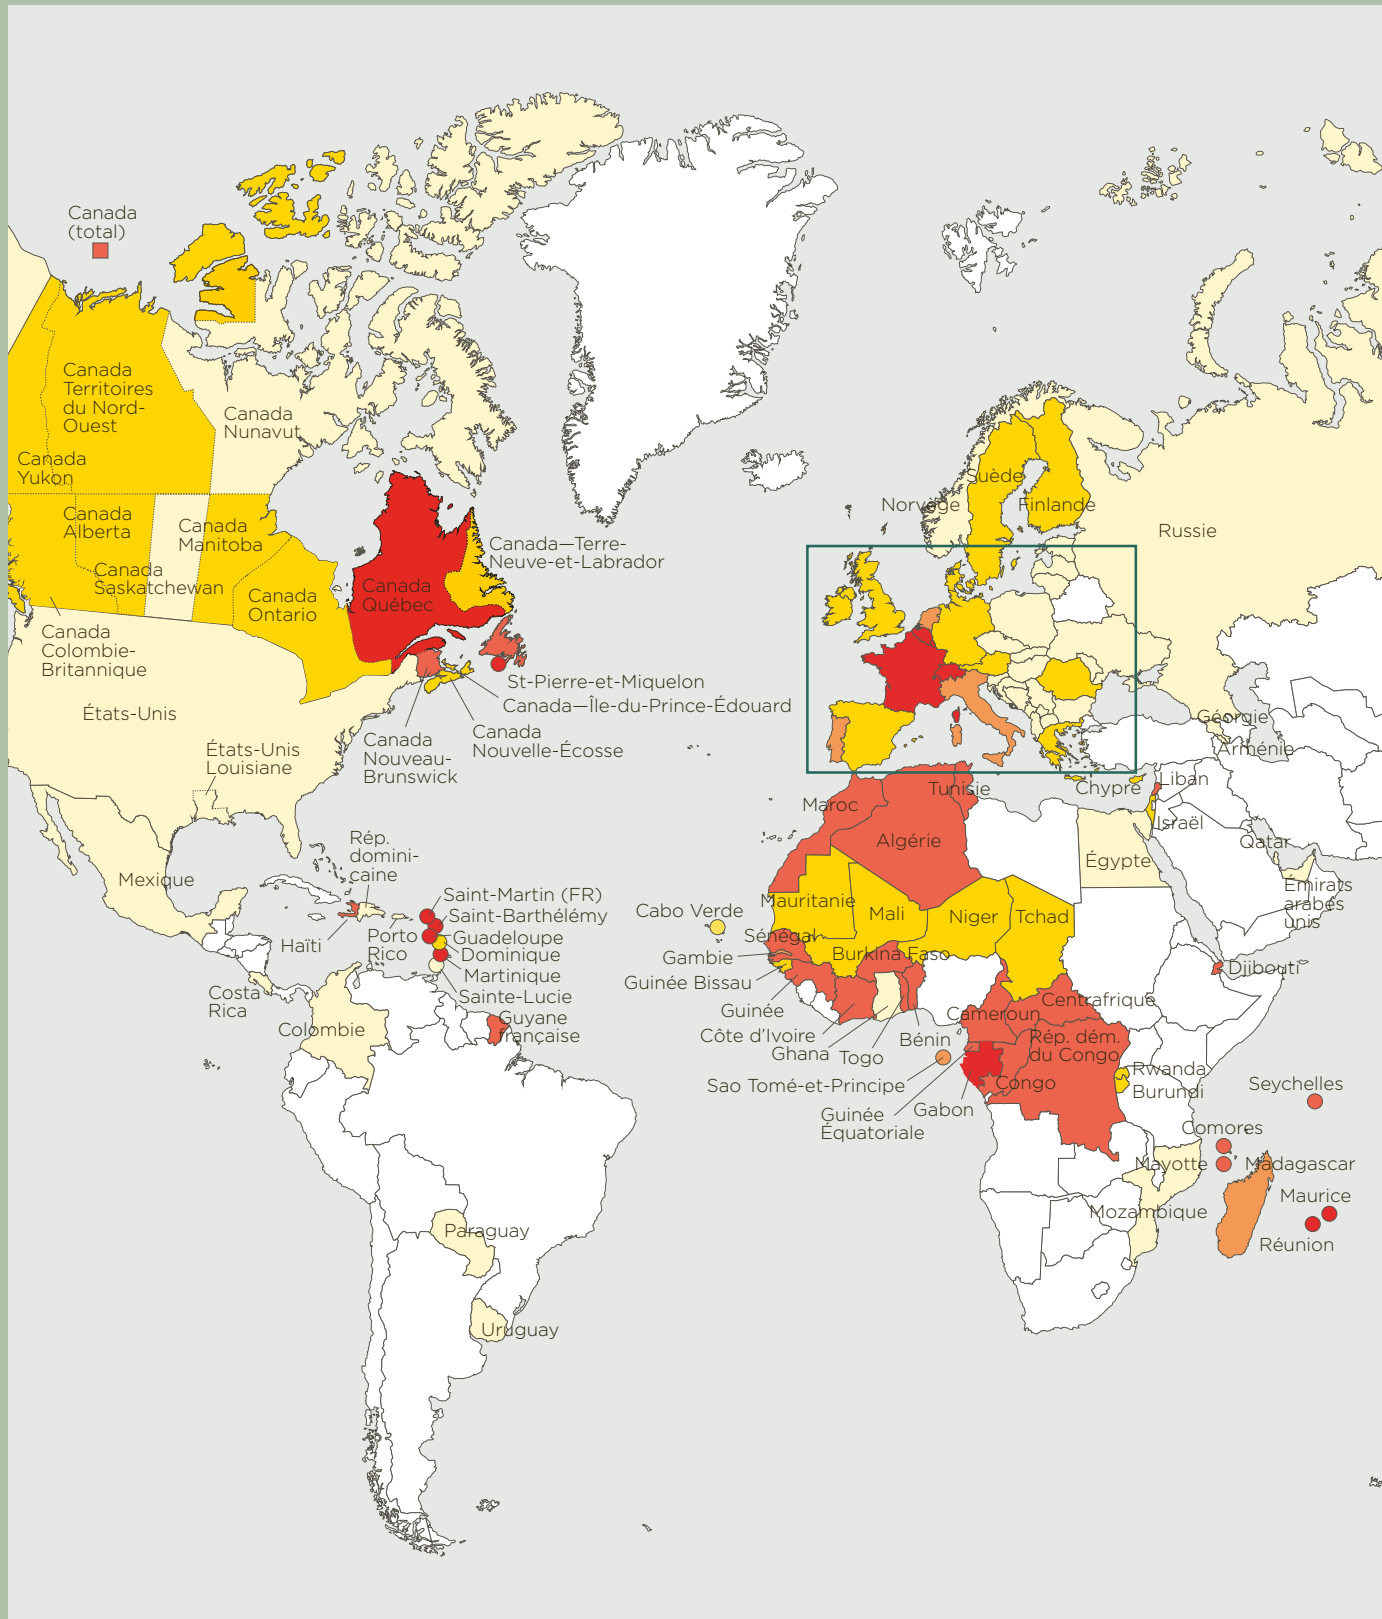 Canada
(total)
Canada
Territoires
du Nord-
Ouest
Canada
Nunavut
Canada
Yukon
Canada
Alberta
Canada
Manitoba
Canada
Saskatchewan
Canada
Ontario
Canada
Québec
Canada—Terre-
Neuve-et-Labrador
Canada
Colombie-
Britannique
St-Pierre-et-Miquelon
Canada—Île-du-Prince-Édouard
Canada
Nouvelle-Écosse
Canada
Nouveau-
Brunswick
États-Unis
États-Unis
Louisiane
Mexique
Rép.
domini-
caine
Haïti
Porto
Rico
Saint-Martin (FR)
Saint-Barthélémy
Guadeloupe
Dominique
Martinique
Sainte-Lucie
Guyane
française
Costa
Rica
Colombie
Paraguay
Uruguay
Norvège
Suède
Finlande
Russie
Géorgie
Arménie
Chypre
Liban
Israël
Qatar
Émirats
arabes
unis
Égypte
Tunisie
Maroc
Algérie
Mauritanie
Mali
Niger
Tchad
Cabo Verde
Sénégal
Gambie
Guinée Bissau
Burkina Faso
Guinée
Côte d'Ivoire
Ghana
Togo
Bénin
Cameroun
Centrafrique
Djibouti
Rép. dém.
du Congo
Sao Tomé-et-Principe
Guinée
Équatoriale
Gabon
Congo
Rwanda
Burundi
Seychelles
Comores
Mayotte
Madagascar
Mozambique
Maurice
Réunion